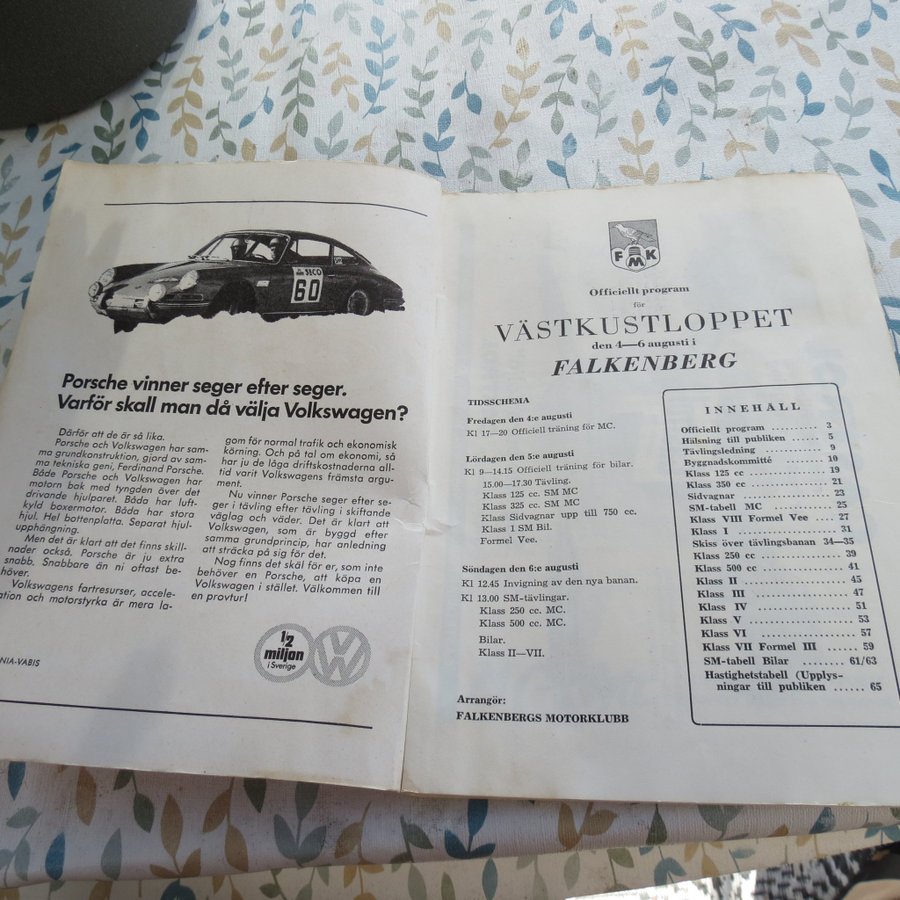 SSCO
60
Porsche vinner seger efter seger.
Varför skall man då välja Volkswagen?
Därför att de är så lika.
Porsche och Volkswagen har sam-
ma grundkonstruktion, gjord av sam-
ma tekniska geni, Ferdinand Porsche.
Både Porsche och Volkswagen har
motorn bak med tyngden över det
drivande hjulparet. Båda har luft-
kyld boxermotor. Båda har stora
hjul. Hel bottenplatta. Separat hjul-
upphängning.
Men det är klart att det finns skill-
nader också. Porsche är ju extra
snabb. Snabbare än ni oftast be-
höver.
Volkswagens fartresurser, accele-
ation och motorstyrka är mera la-
gom för normal trafik och ekonomisk
körning. Och på tal om ekonomi, så
har ju de låga driftskostnaderna all-
tid varit Volkswagens främsta argu-
ment.
Nu vinner Porsche seger efter se-
ger i tävling efter tävling i skiftande
väglag och väder. Det är klart att
Volkswagen, som är byggd efter
samma grundprincip, har anledning
att sträcka på sig för det.
Nog finns det skäl för er, som inte
behöver en Porsche, att köpa en
Volkswagen i stället. Välkommen till
en provtur!
1/2
miljon
i Sverige
VW
NIA-VABIS
F M K
Officiellt program
för
VÄSTKUSTLOPPET
den 4—6 augusti i
FALKENBERG
TIDSSCHEMA
Fredagen den 4:e augusti
Kl 17—20 Officiell träning för MC.
Lördagen den 5:e augusti
Kl 9—14.15 Officiell träning för bilar.
15.00—17.30 Tävling.
Klass 125 cc. SM MC
Klass 325 cc. SM MC
Klass Sidvagnar upp till 750 cc.
Klass I SM Bil.
Formel Vee.
Söndagen den 6:e augusti
Kl 12.45 Invigning av den nya banan.
Kl 13.00 SM-tävlingar.
Klass 250 cc. MC.
Klass 500 cc. MC.
Bilar.
Klass II—VII.
Arrangör:
FALKENBERGS MOTORKLUBB
INNEHÅLL
Officiellt program .......... 3
Hälsning till publiken ..... 5
Tävlingsledning ............ 9
Byggnadskommitté .......... 10
Klass 125 cc ............... 19
Klass 350 cc ............... 21
Sidvagnar .................. 23
SM-tabell MC .............. 25
Klass VIII Formel Vee .... 27
Klass I .................... 31
Skiss över tävlingsbanan 34—35
Klass 250 cc ............... 39
Klass 500 cc ............... 41
Klass II ................... 45
Klass III .................. 47
Klass IV .................. 51
Klass V ................... 53
Klass VI .................. 57
Klass VII Formel III ...... 59
SM-tabell Bilar ........ 61/63
Hastighetstabell (Upplys-
ningar till publiken ...... 65